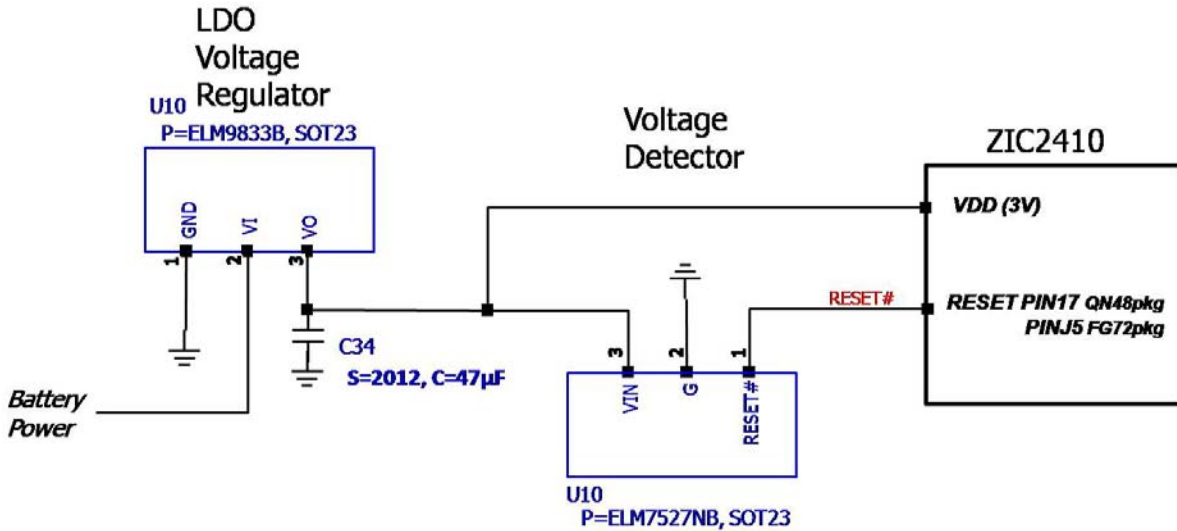 LDO
Voltage
Regulator
U10
P=ELM9833B, SOT23
GND
VI
VO
1
2
3
C34
S=2012, C=47µF
Battery
Power
Voltage
Detector
3
2
1
VIN
G
RESET#
U10
P=ELM7527NB, SOT23
RESET#
ZIC2410
VDD (3V)
RESET PIN17 QN48pkg
PINJ5 FG72pkg